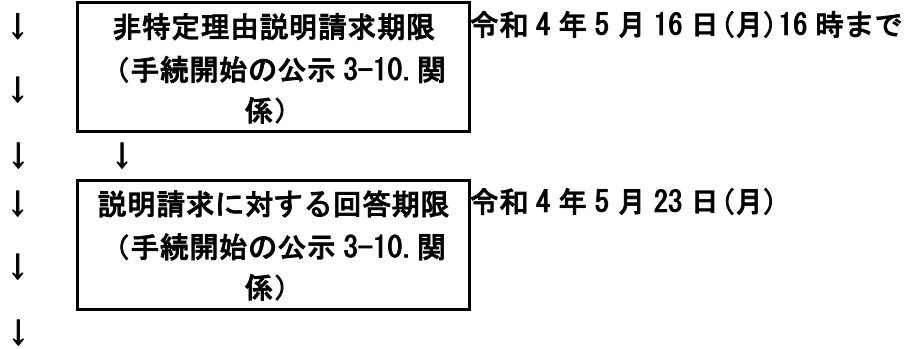 ↓ 非特定理由説明請求期限 令和4年5月16日(月)16時まで
(手続開始の公示 3-10.関
↓
係)
↓ ↓
↓ 説明請求に対する回答期限 令和4年5月23日(月)
(手続開始の公示 3-10.関
↓
係)
↓